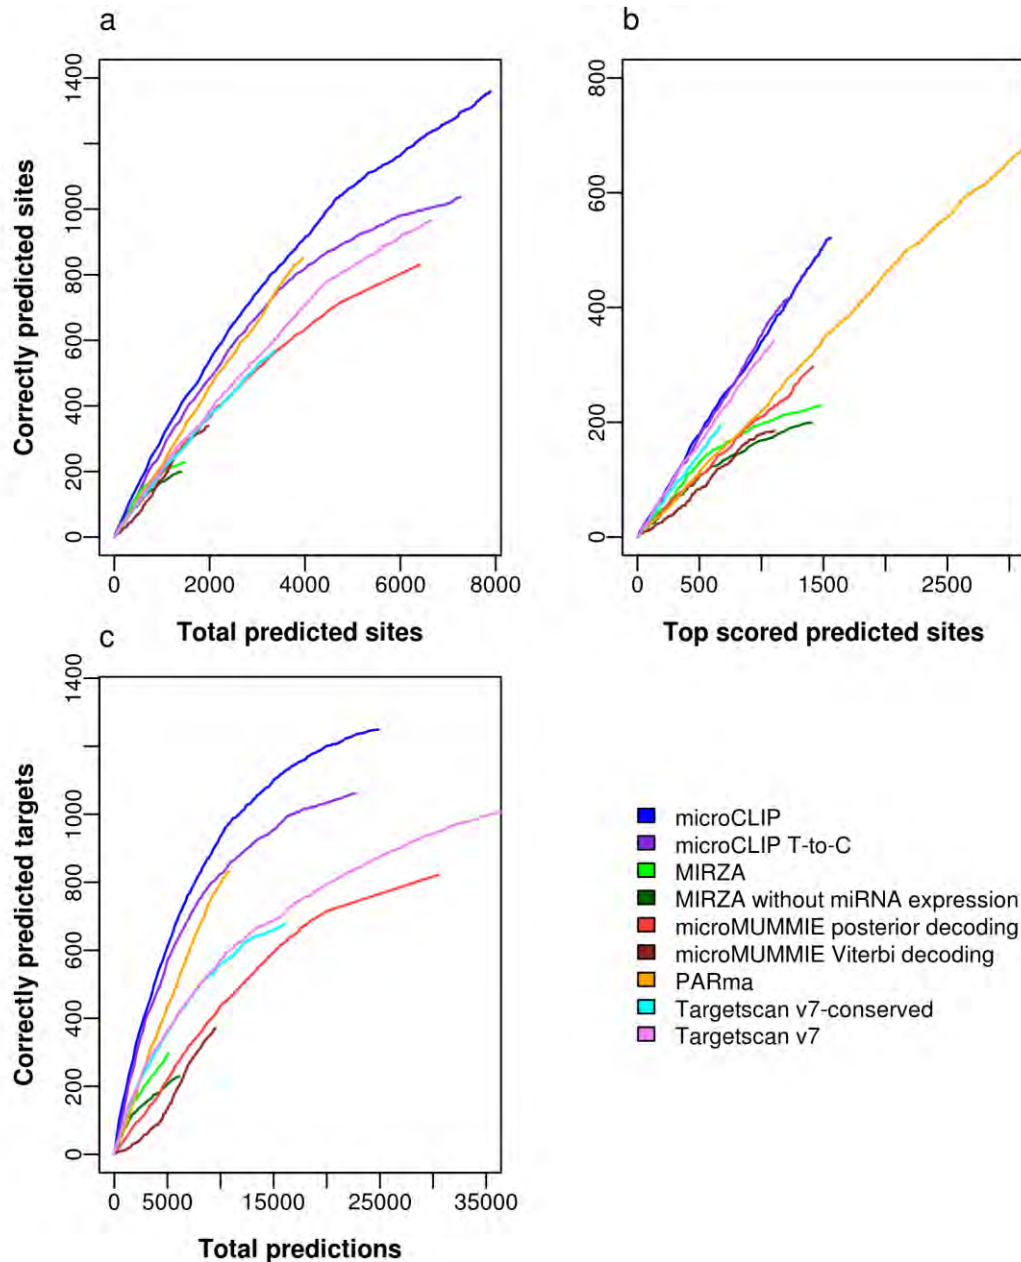 a
1400
1000
800
600
400
200
0
Correctly predicted sites
0 2000 4000 6000 8000
Total predicted sites
b
800
600
400
200
0
0 500 1500 2500
Top scored predicted sites
c
1400
1000
800
600
400
200
0
Correctly predicted targets
0 5000 15000 25000 35000
Total predictions
microCLIP
microCLIP T-to-C
MIRZA
MIRZA without miRNA expression
microMUMMIE posterior decoding
microMUMMIE Viterbi decoding
PARma
Targetscan v7-conserved
Targetscan v7